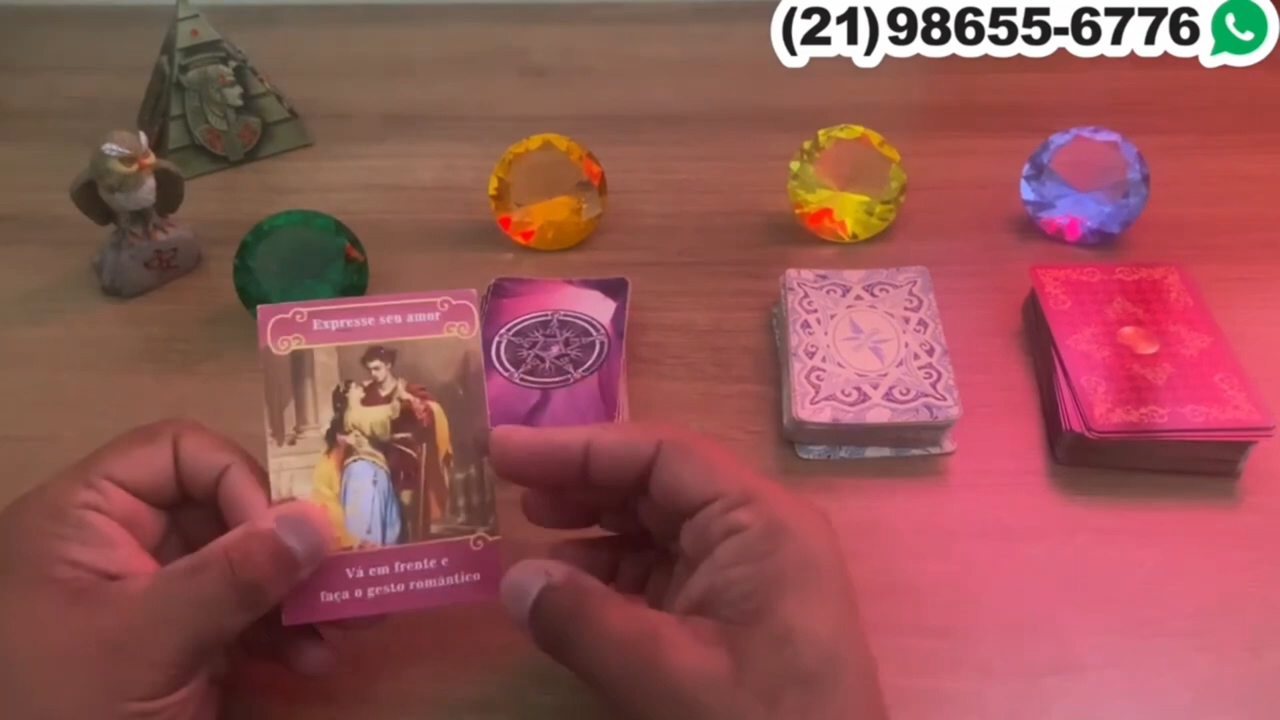 (21)98655-6776
Expresse seu amor
Vá em frente e
faça o gesto romântico